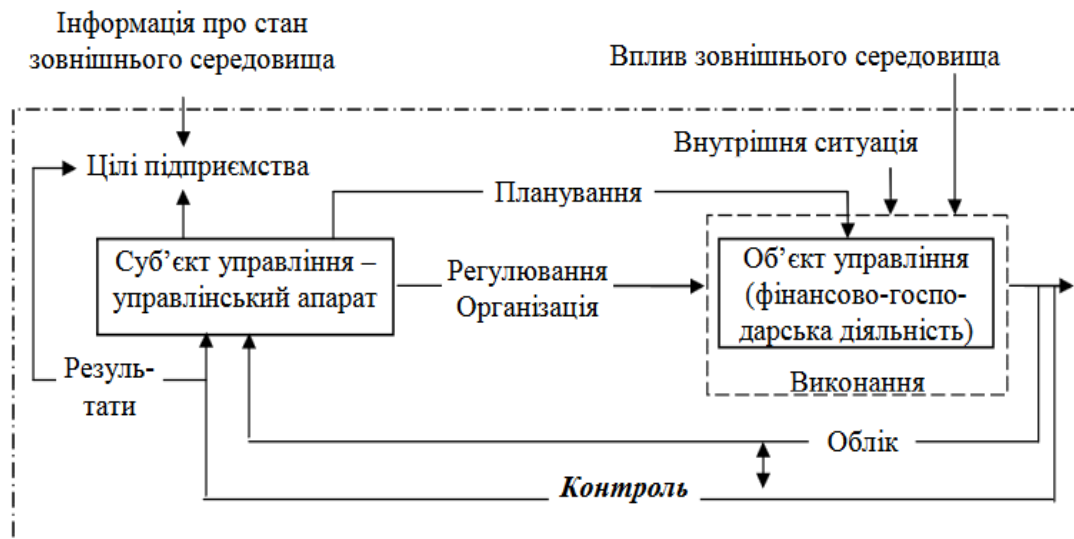 Інформація про стан
зовнішнього середовища
Вплив зовнішнього середовища
Внутрішня ситуація
Цілі підприємства
Планування
Суб’єкт управління –
управлінський апарат
Регулювання
Організація
Об’єкт управління
(фінансово-госпо-
дарська діяльність)
Виконання
Резуль-
тати
Облік
Контроль